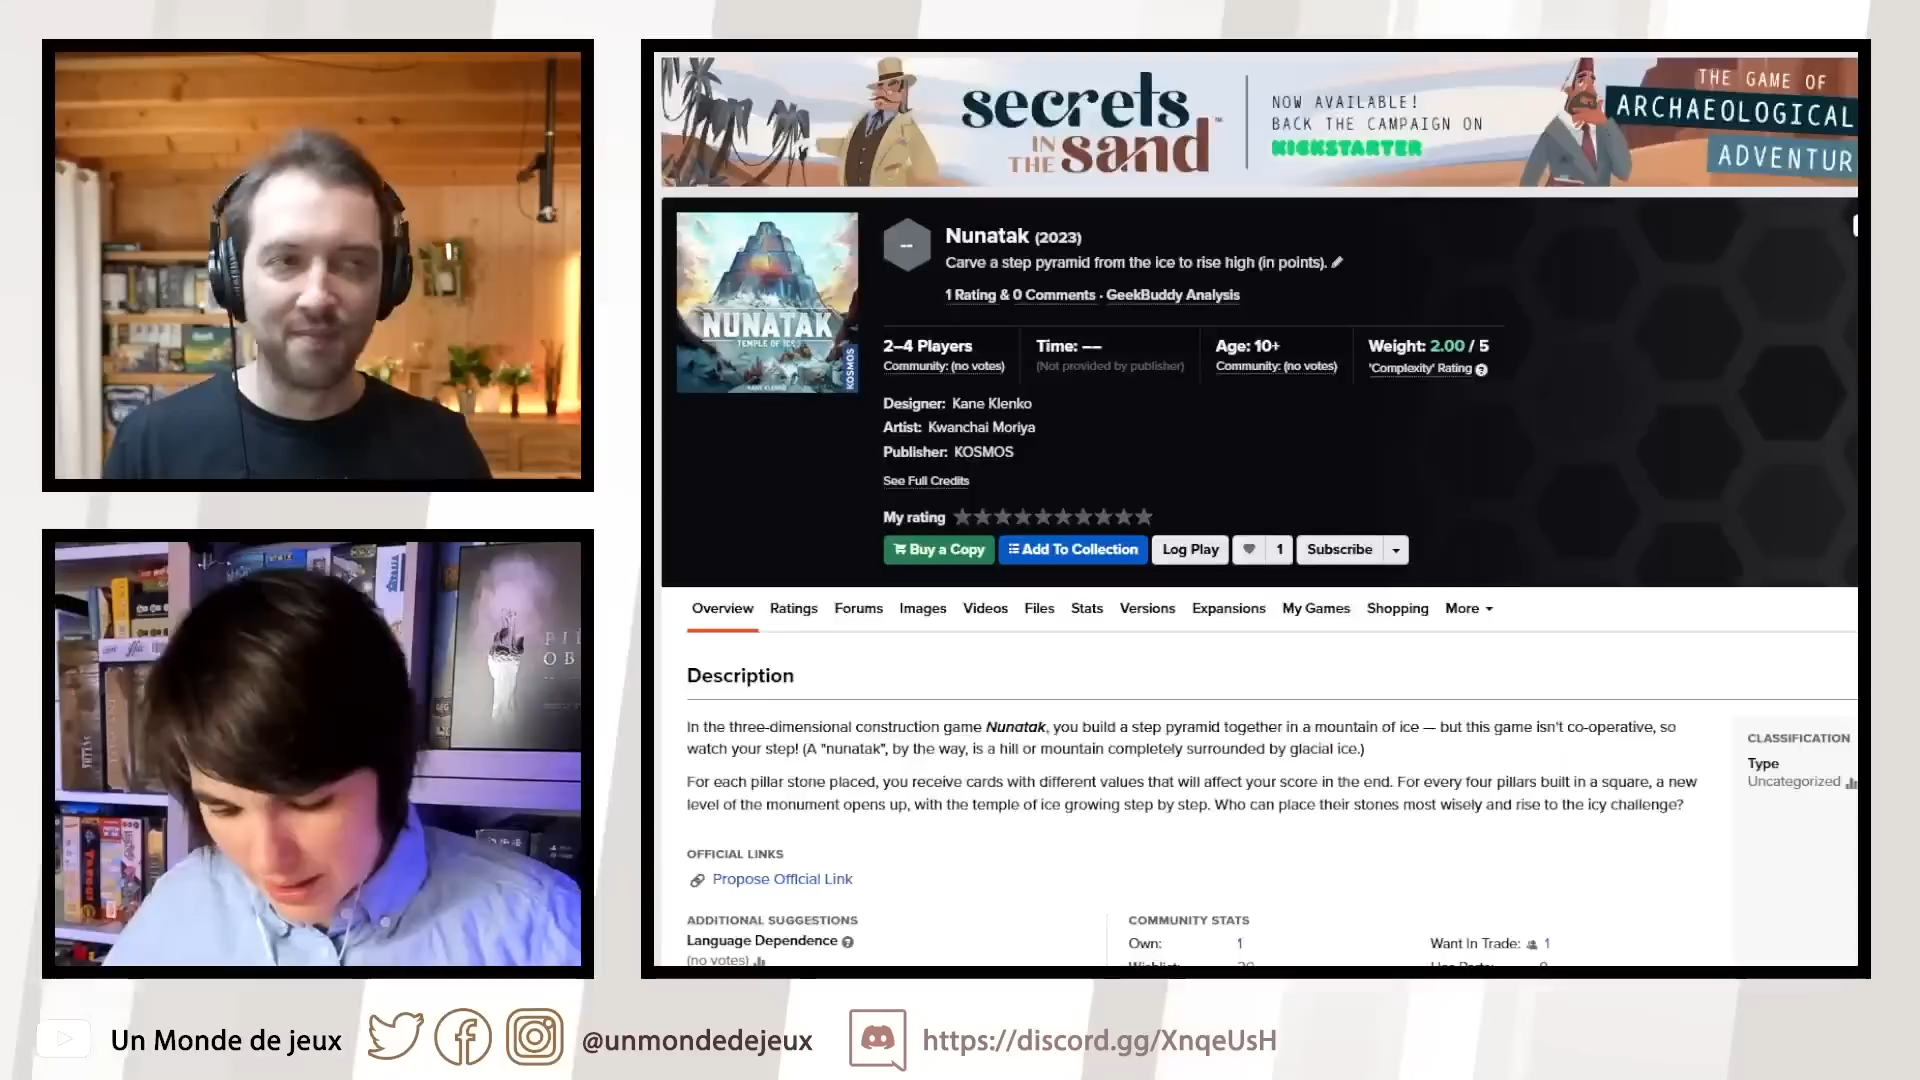 secrets
IN
THE sand™
NOW AVAILABLE!
BACK THE CAMPAIGN ON
KICKSTARTER
THE GAME OF
ARCHAEOLOGICAL
ADVENTUR
NUNATAK
TEMPLE OF ICE
KANE KLENKO
KOSMOS
--
Nunatak (2023)
Carve a step pyramid from the ice to rise high (in points).
1 Rating & 0 Comments · GeekBuddy Analysis
2–4 Players
Community: (no votes)
Time: ––
(Not provided by publisher)
Age: 10+
Community: (no votes)
Weight: 2.00 / 5
'Complexity' Rating
Designer: Kane Klenko
Artist: Kwanchai Moriya
Publisher: KOSMOS
See Full Credits
My rating
Buy a Copy Add To Collection Log Play 1 Subscribe
Overview Ratings Forums Images Videos Files Stats Versions Expansions My Games Shopping More
Description
In the three-dimensional construction game Nunatak, you build a step pyramid together in a mountain of ice — but this game isn't co-operative, so
watch your step! (A "nunatak", by the way, is a hill or mountain completely surrounded by glacial ice.)
For each pillar stone placed, you receive cards with different values that will affect your score in the end. For every four pillars built in a square, a new
level of the monument opens up, with the temple of ice growing step by step. Who can place their stones most wisely and rise to the icy challenge?
CLASSIFICATION
Type
Uncategorized
OFFICIAL LINKS
Propose Official Link
ADDITIONAL SUGGESTIONS
Language Dependence
(no votes)
COMMUNITY STATS
Own: 1
Want In Trade: 1
PIL
OB
Un Monde de jeux
@unmondedejeux
https://discord.gg/XnqeUsH